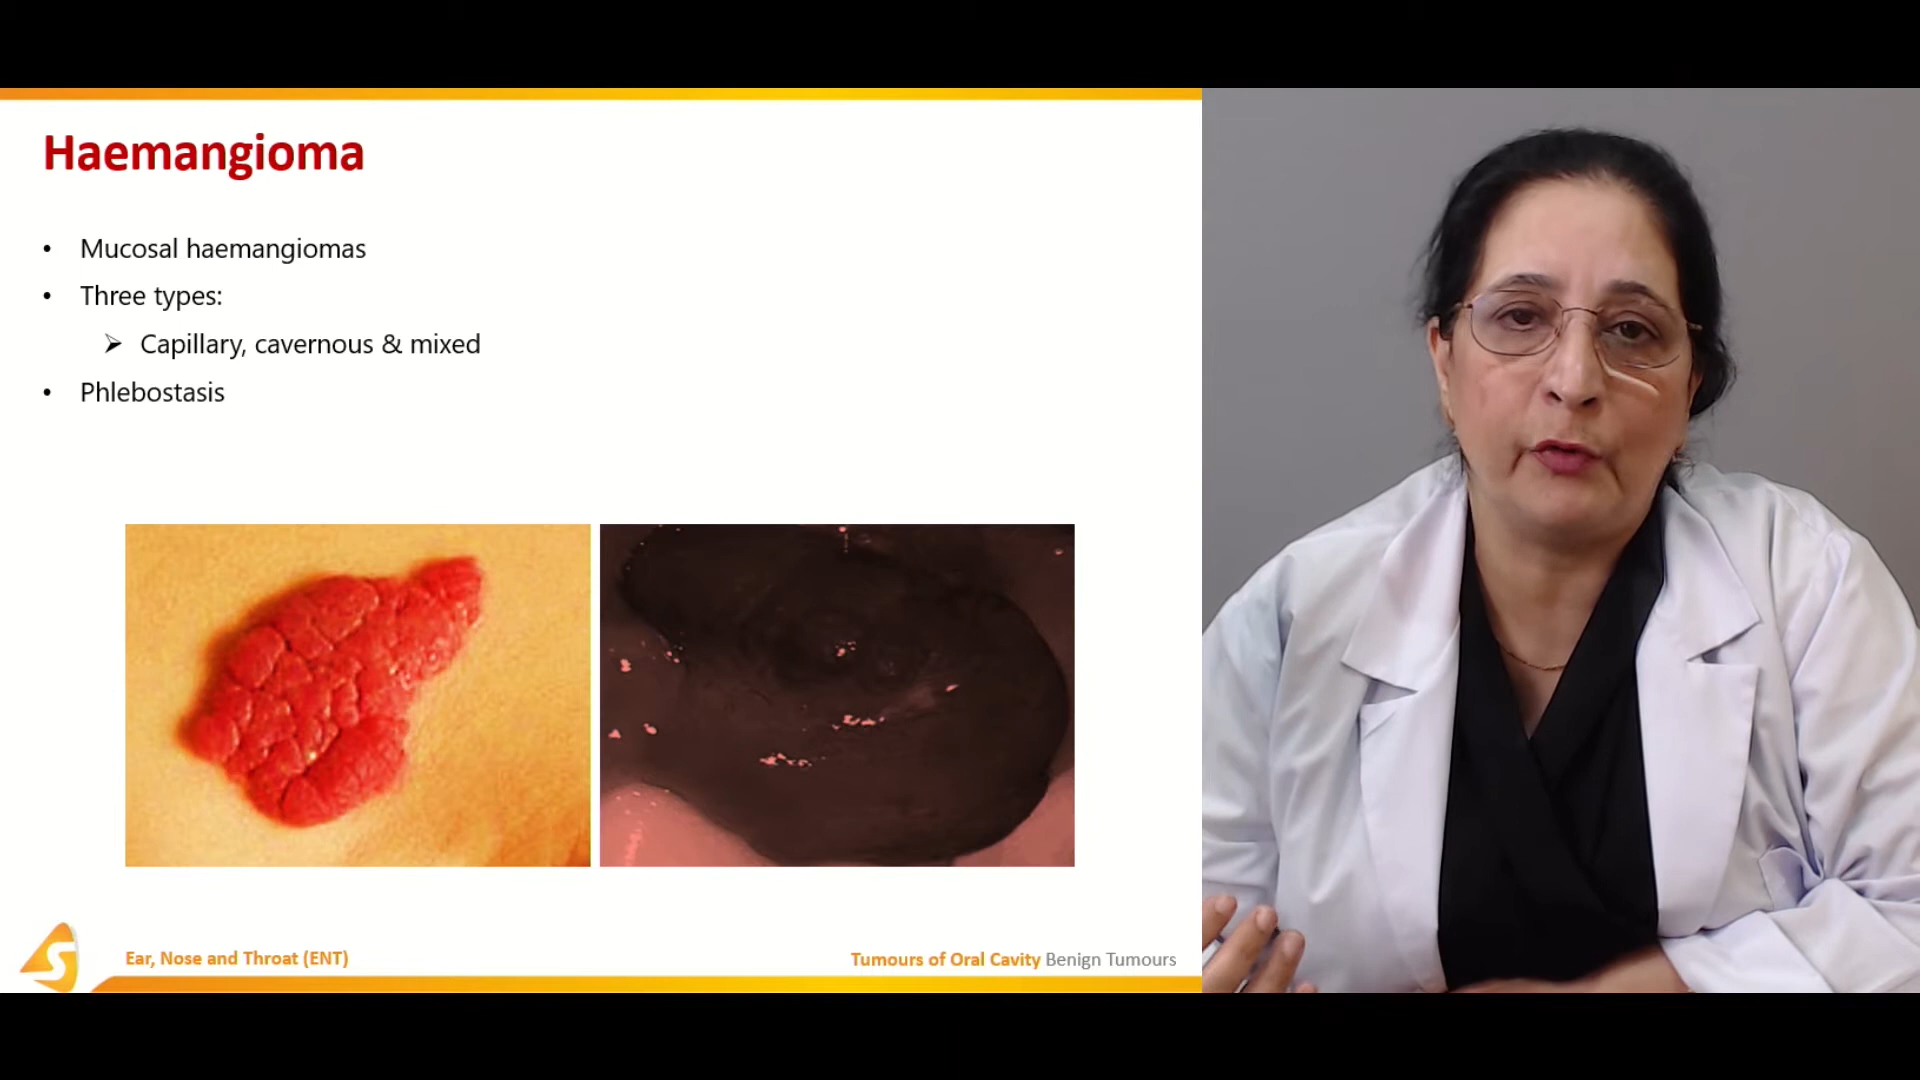 Haemangioma
• Mucosal haemangiomas
• Three types:
➢ Capillary, cavernous & mixed
• Phlebostasis
S
Ear, Nose and Throat (ENT)
Tumours of Oral Cavity Benign Tumours